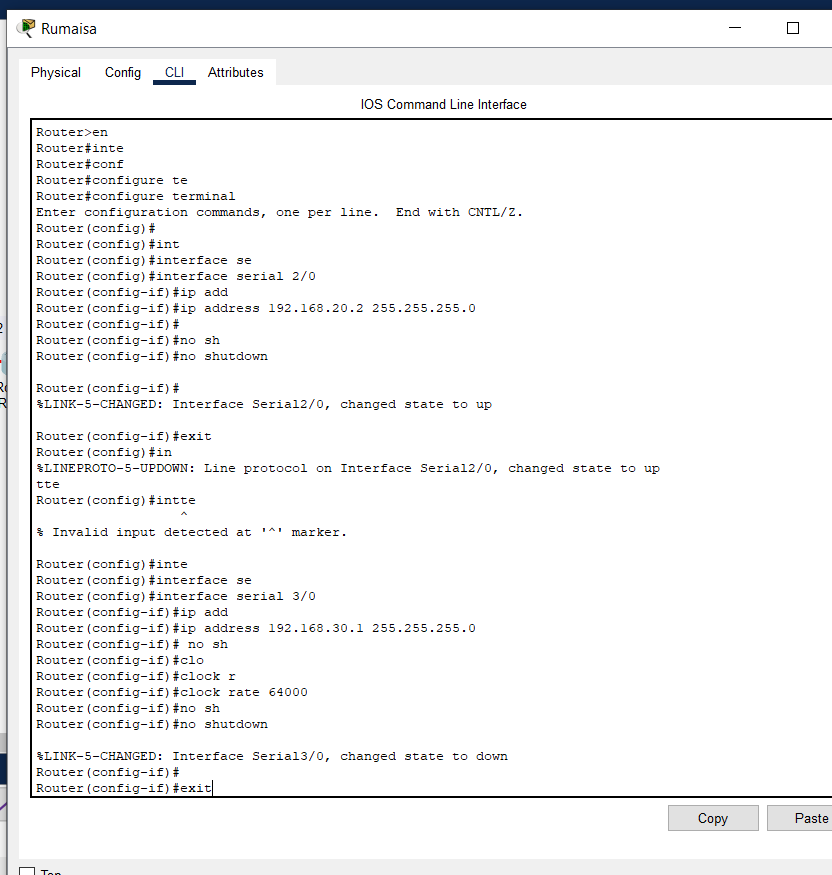 Rumaisa
Physical Config CLI Attributes
IOS Command Line Interface
Router>en
Router#inte
Router#conf
Router#configure te
Router#configure terminal
Enter configuration commands, one per line.  End with CNTL/Z.
Router(config)#
Router(config)#int
Router(config)#interface se
Router(config)#interface serial 2/0
Router(config-if)#ip add
Router(config-if)#ip address 192.168.20.2 255.255.255.0
Router(config-if)#
Router(config-if)#no sh
Router(config-if)#no shutdown
Router(config-if)#
%LINK-5-CHANGED: Interface Serial2/0, changed state to up
Router(config-if)#exit
Router(config)#in
%LINEPROTO-5-UPDOWN: Line protocol on Interface Serial2/0, changed state to up
tte
Router(config)#intte
^
% Invalid input detected at '^' marker.
Router(config)#inte
Router(config)#interface se
Router(config)#interface serial 3/0
Router(config-if)#ip add
Router(config-if)#ip address 192.168.30.1 255.255.255.0
Router(config-if)# no sh
Router(config-if)#clo
Router(config-if)#clock r
Router(config-if)#clock rate 64000
Router(config-if)#no sh
Router(config-if)#no shutdown
%LINK-5-CHANGED: Interface Serial3/0, changed state to down
Router(config-if)#
Router(config-if)#exit
Copy Paste